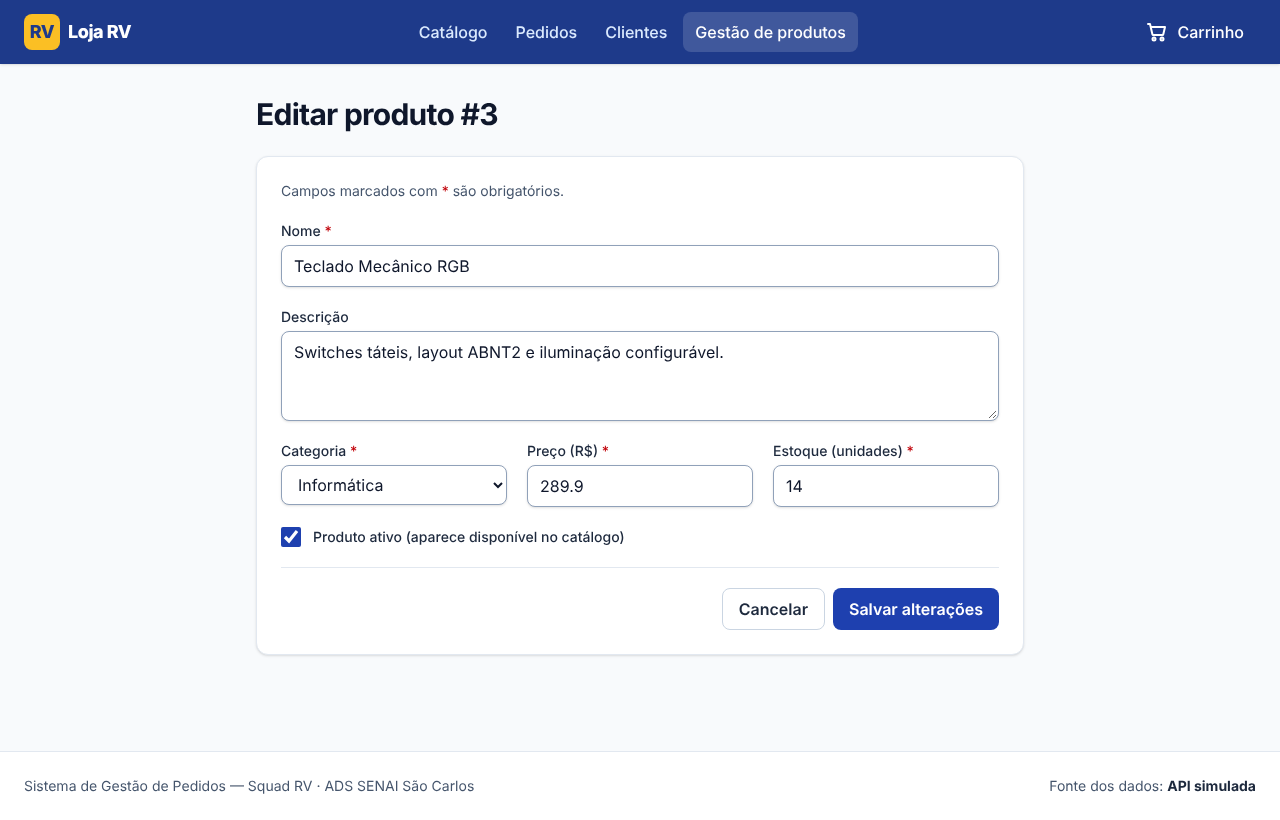 RV Loja RV
Catálogo Pedidos Clientes Gestão de produtos Carrinho
Editar produto #3
Campos marcados com * são obrigatórios.
Nome *
Teclado Mecânico RGB
Descrição
Switches táteis, layout ABNT2 e iluminação configurável.
Categoria * Preço (R$) * Estoque (unidades) *
Informática 289.9 14
Produto ativo (aparece disponível no catálogo)
Cancelar Salvar alterações
Sistema de Gestão de Pedidos — Squad RV · ADS SENAI São Carlos Fonte dos dados: API simulada